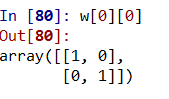 In [80]: w[0][0]
Out[80]:
array([[1, 0],
       [0, 1]])